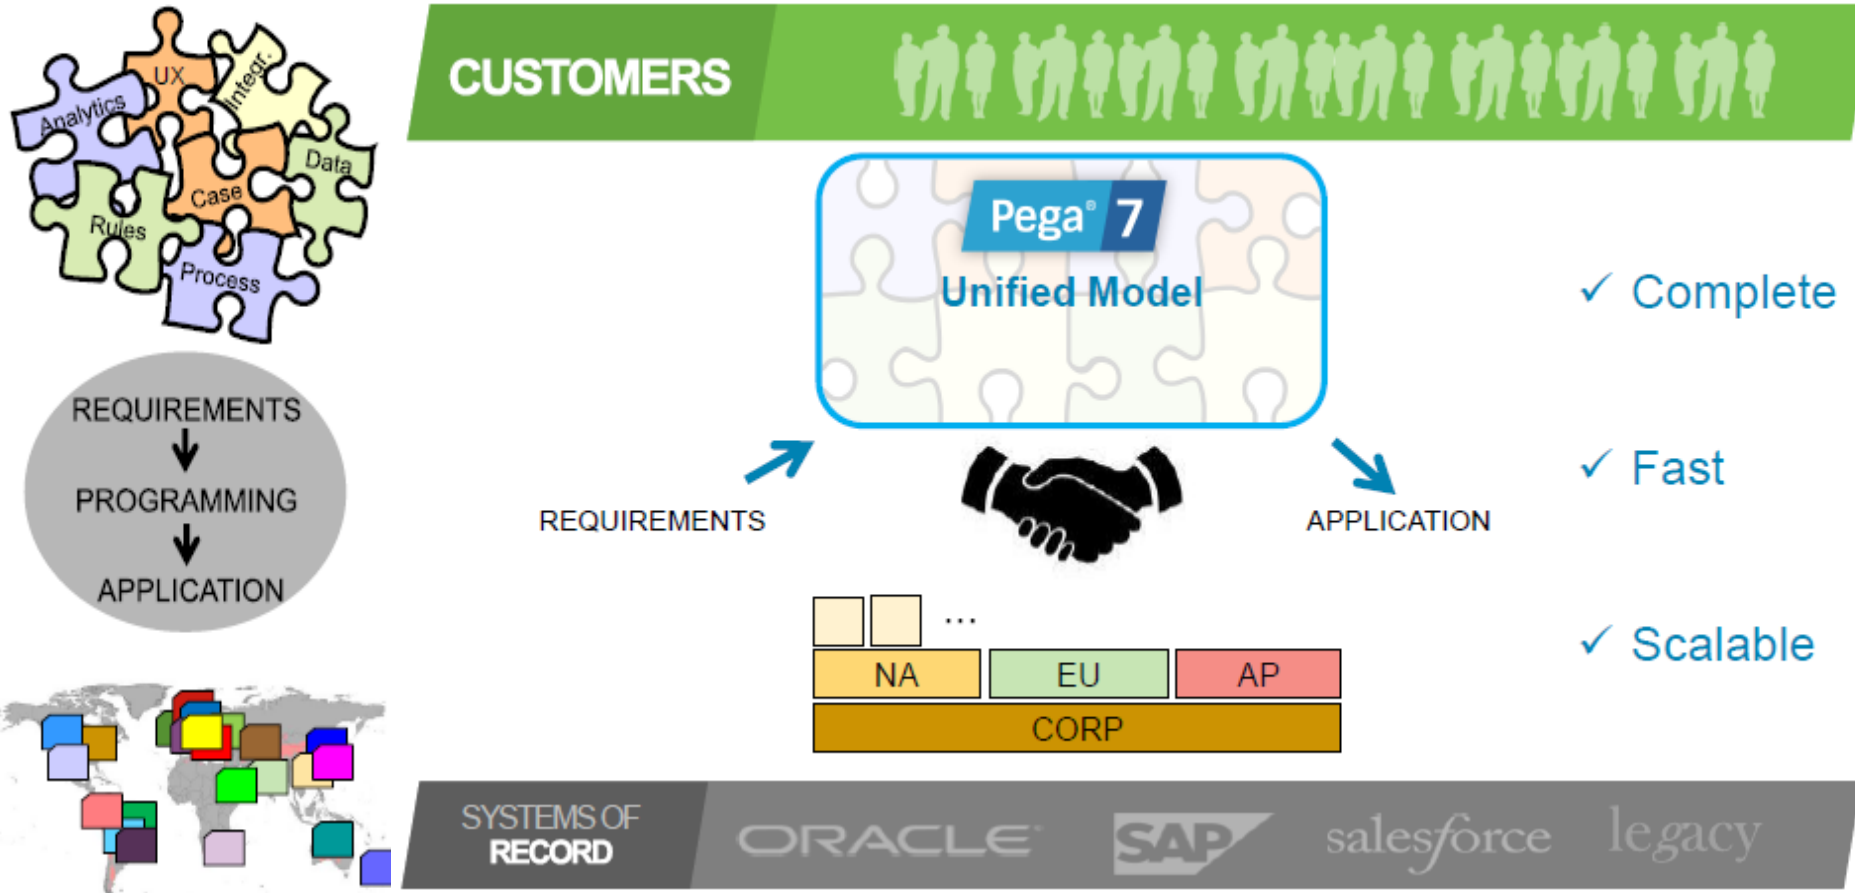 UX
Integr.
Analytics
Data
Case
Rules
Process
REQUIREMENTS
PROGRAMMING
APPLICATION
CUSTOMERS
Pega® 7
Unified Model
REQUIREMENTS
APPLICATION
✓ Complete
✓ Fast
✓ Scalable
...
NA
EU
AP
CORP
SYSTEMS OF
RECORD
ORACLE
SAP
salesforce
legacy